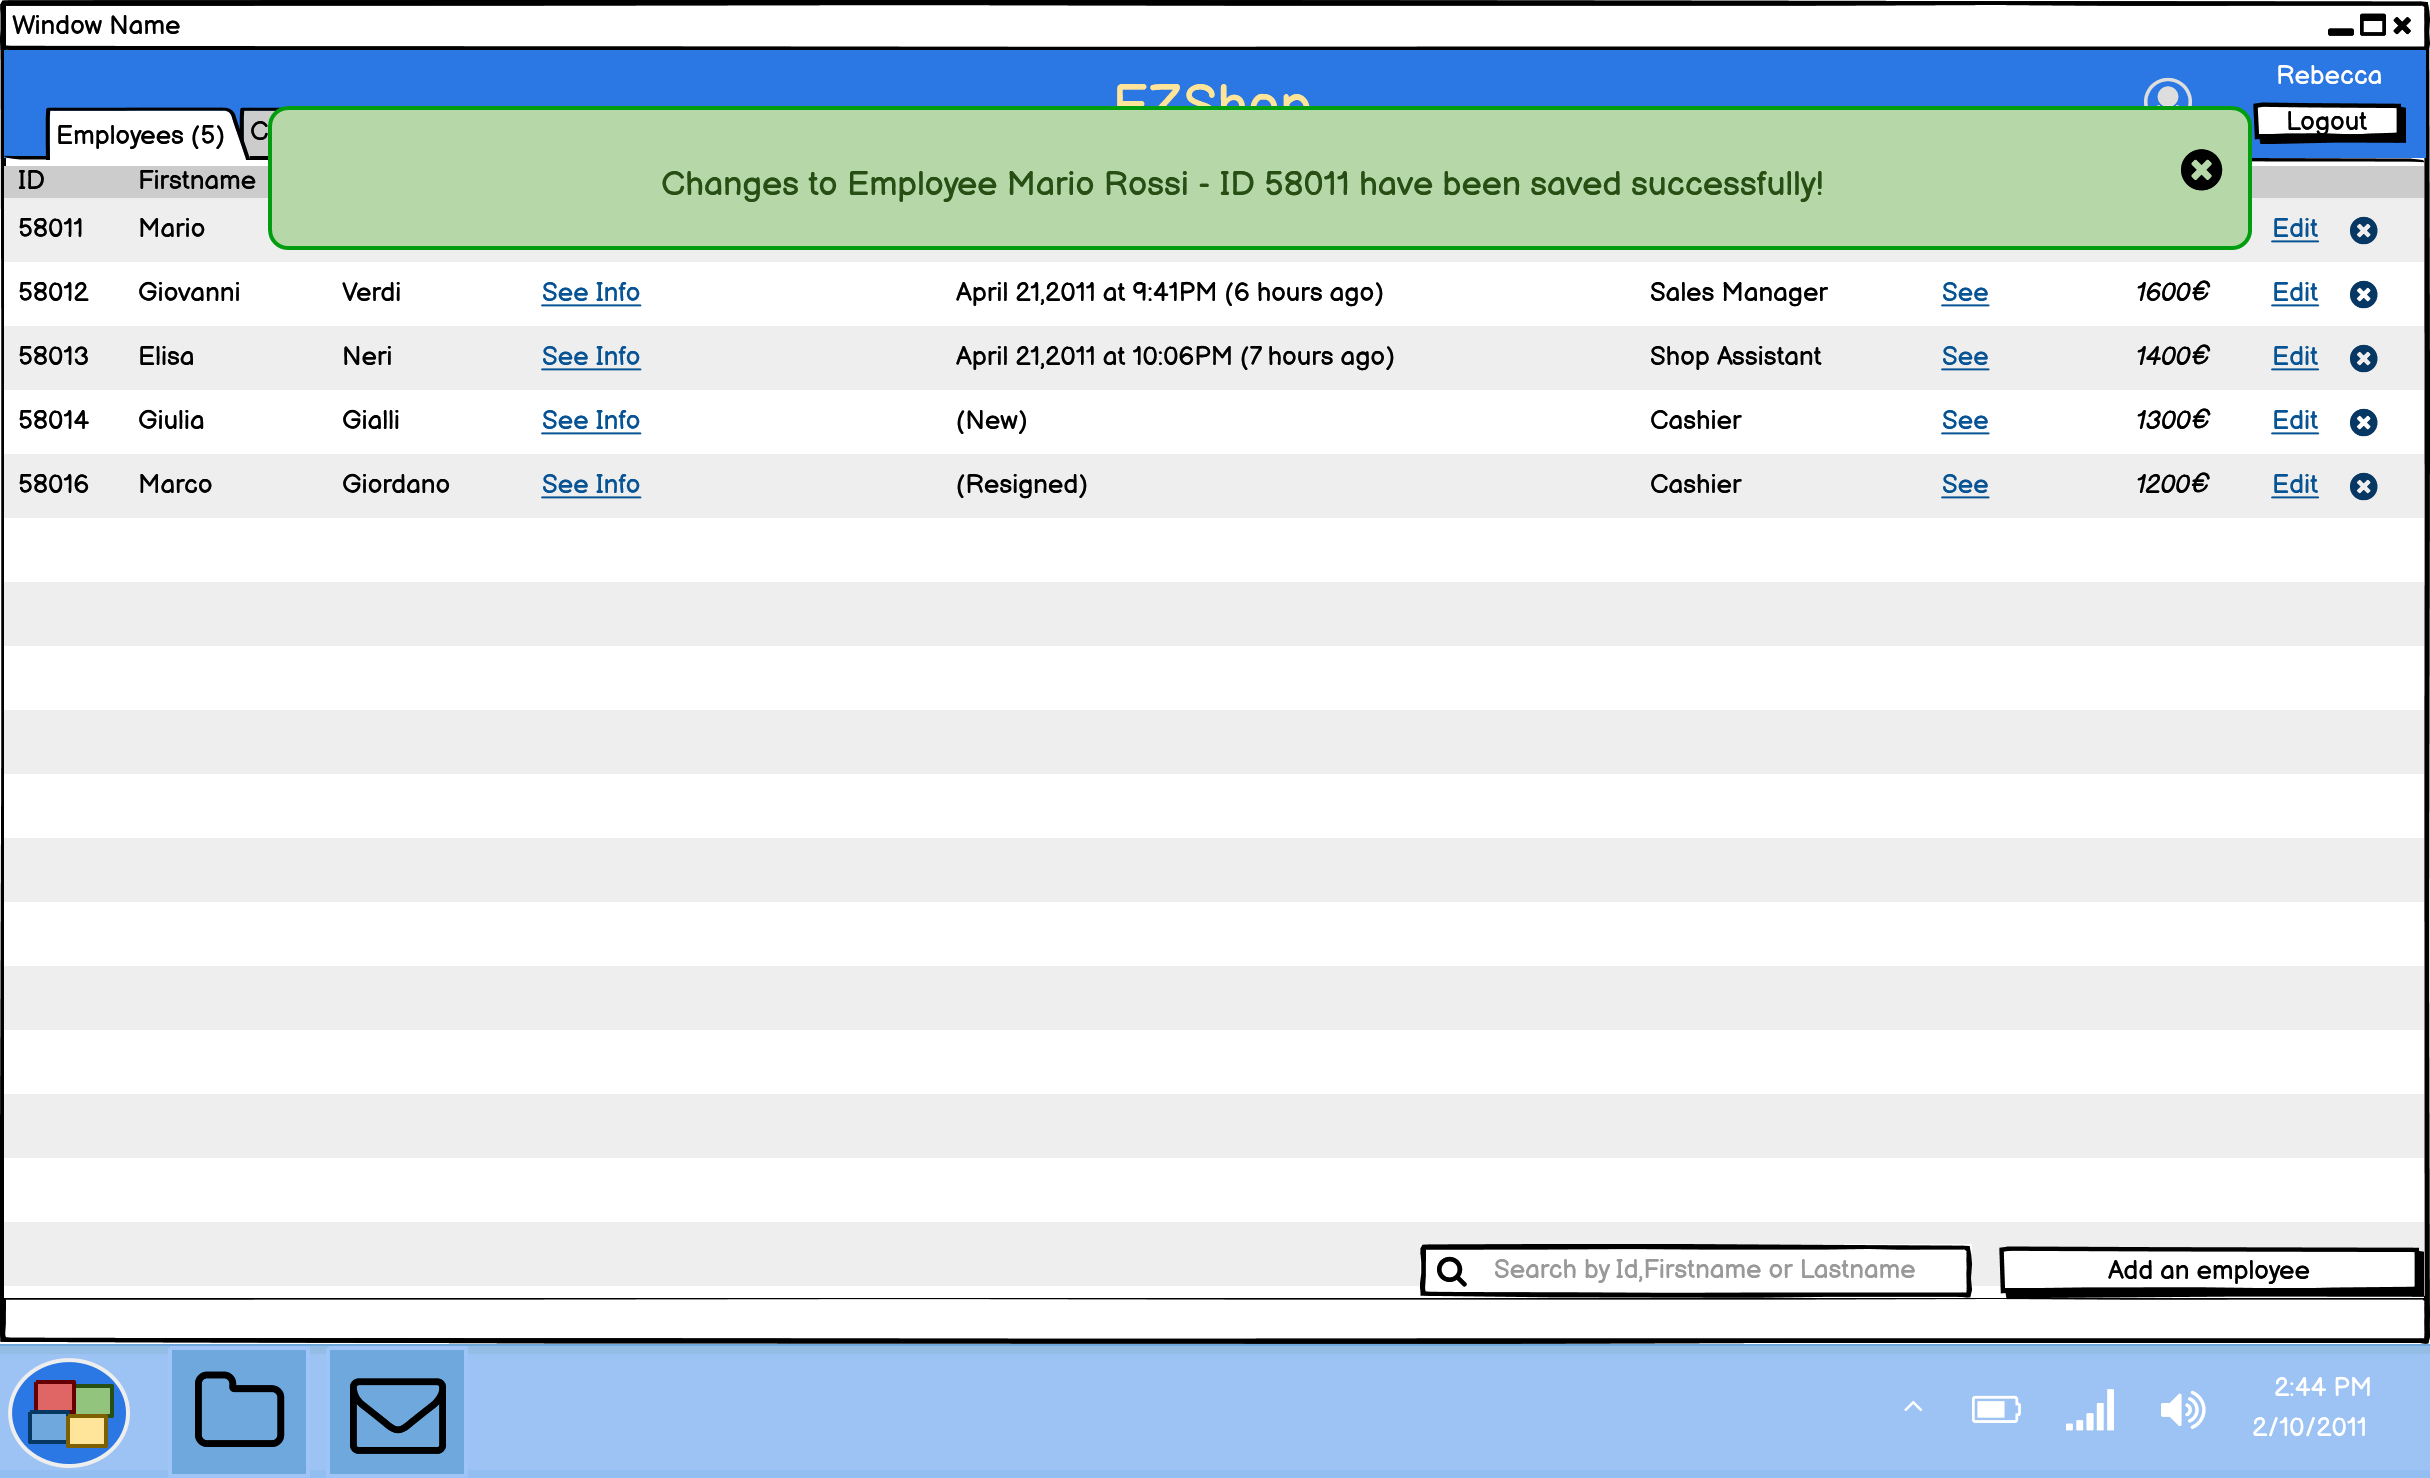 Window Name
EZShop
Rebecca
Logout
Employees (5)
C
Changes to Employee Mario Rossi - ID 58011 have been saved successfully!
ID Firstname
58011 Mario Edit
58012 Giovanni Verdi See Info April 21,2011 at 9:41PM (6 hours ago) Sales Manager See 1600€ Edit
58013 Elisa Neri See Info April 21,2011 at 10:06PM (7 hours ago) Shop Assistant See 1400€ Edit
58014 Giulia Gialli See Info (New) Cashier See 1300€ Edit
58016 Marco Giordano See Info (Resigned) Cashier See 1200€ Edit
Search by Id,Firstname or Lastname
Add an employee
2:44 PM
2/10/2011